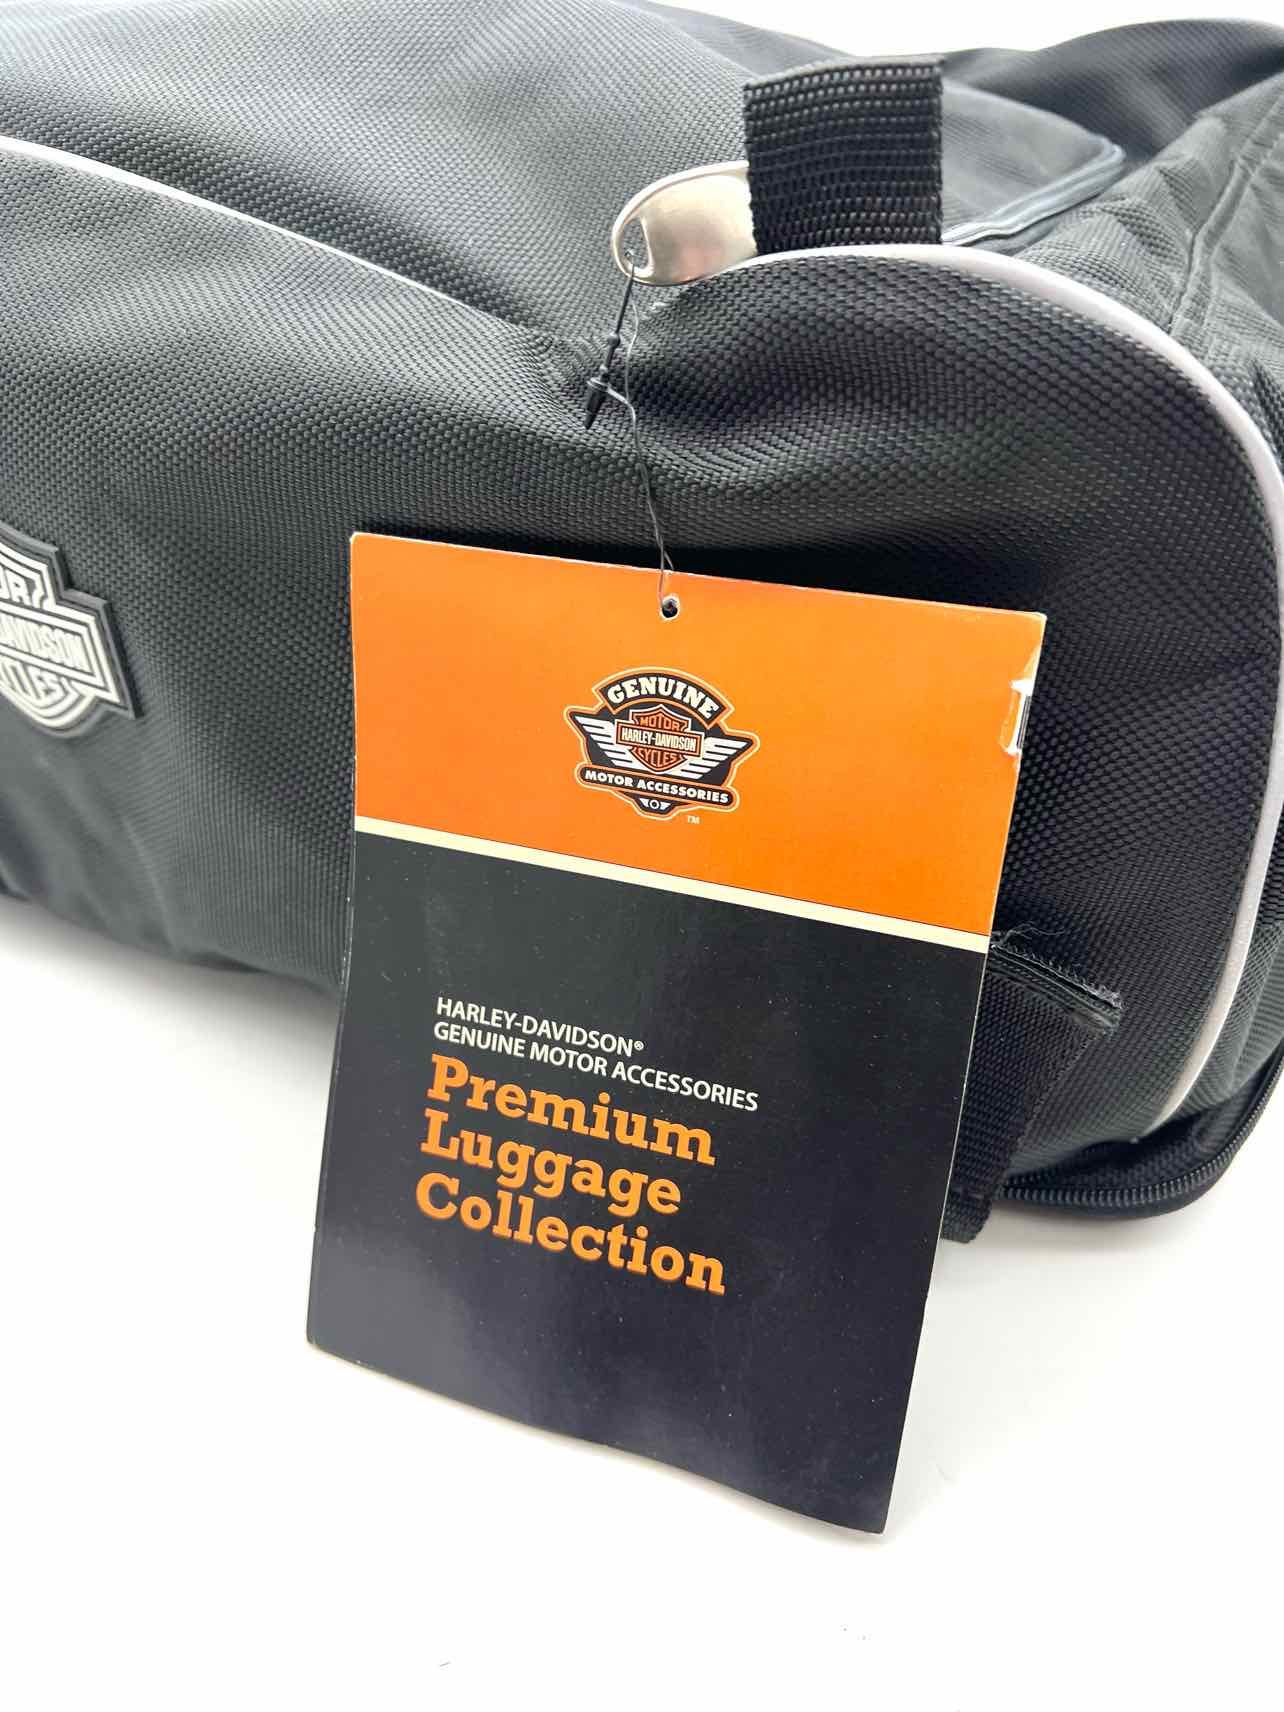 GENUINE
MOTOR
HARLEY-DAVIDSON
CYCLES
MOTOR ACCESSORIES
TM
HARLEY-DAVIDSON®
GENUINE MOTOR ACCESSORIES
Premium
Luggage
Collection